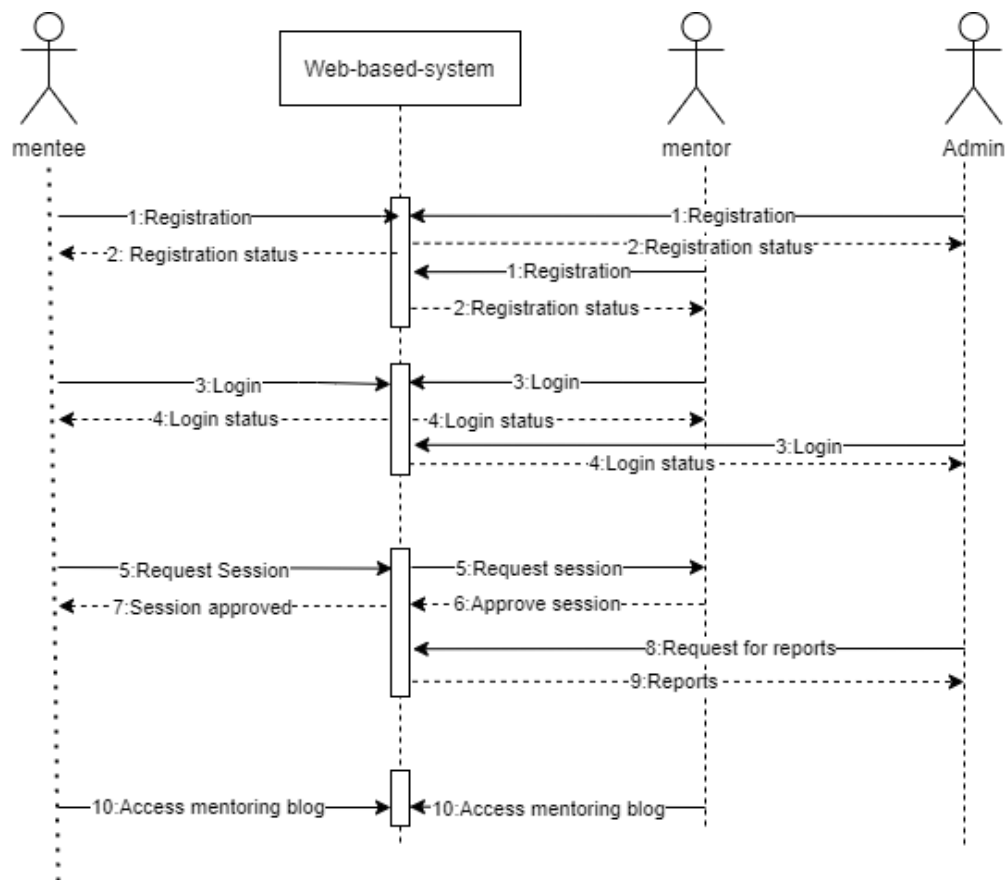 Web-based-system
mentee
mentor
Admin
1:Registration
1:Registration
2: Registration status
2:Registration status
1:Registration
2:Registration status
3:Login
3:Login
4:Login status
4:Login status
3:Login
4:Login status
5:Request Session
5:Request session
7:Session approved
6:Approve session
8:Request for reports
9:Reports
10:Access mentoring blog
10:Access mentoring blog